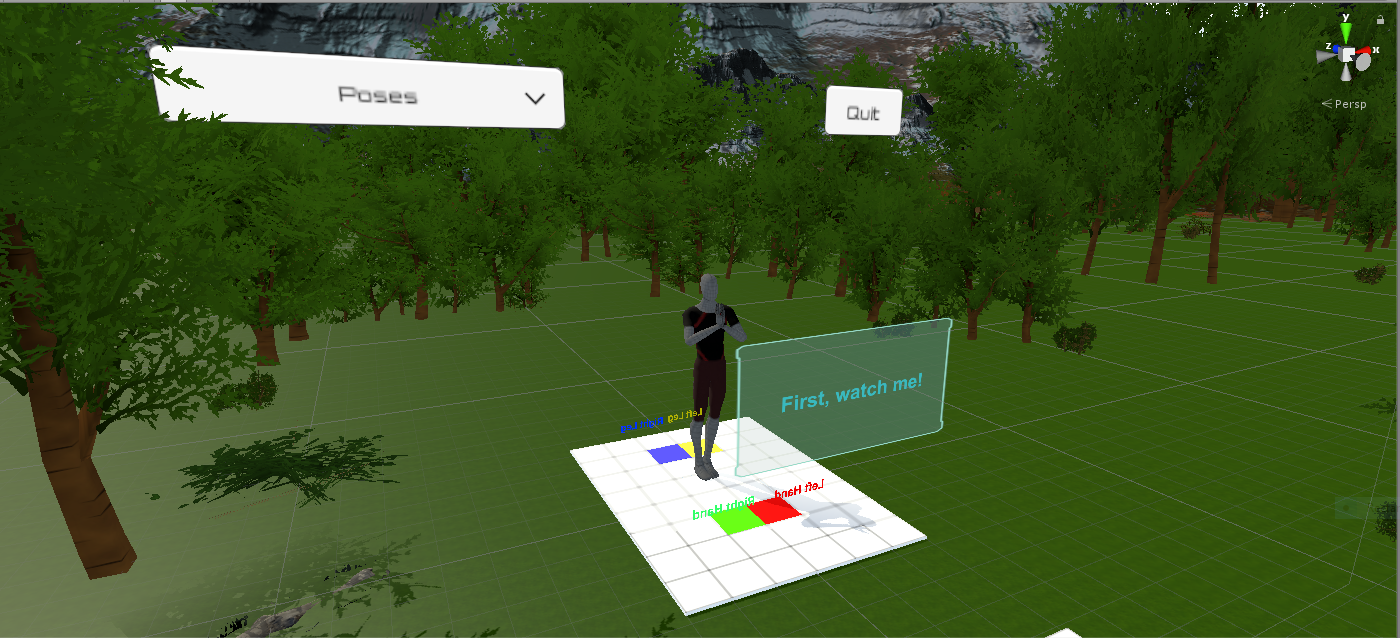 y
z
x
Persp
Poses
Quit
First, watch me!
Left Leg
Right Leg
Left Hand
Right Hand